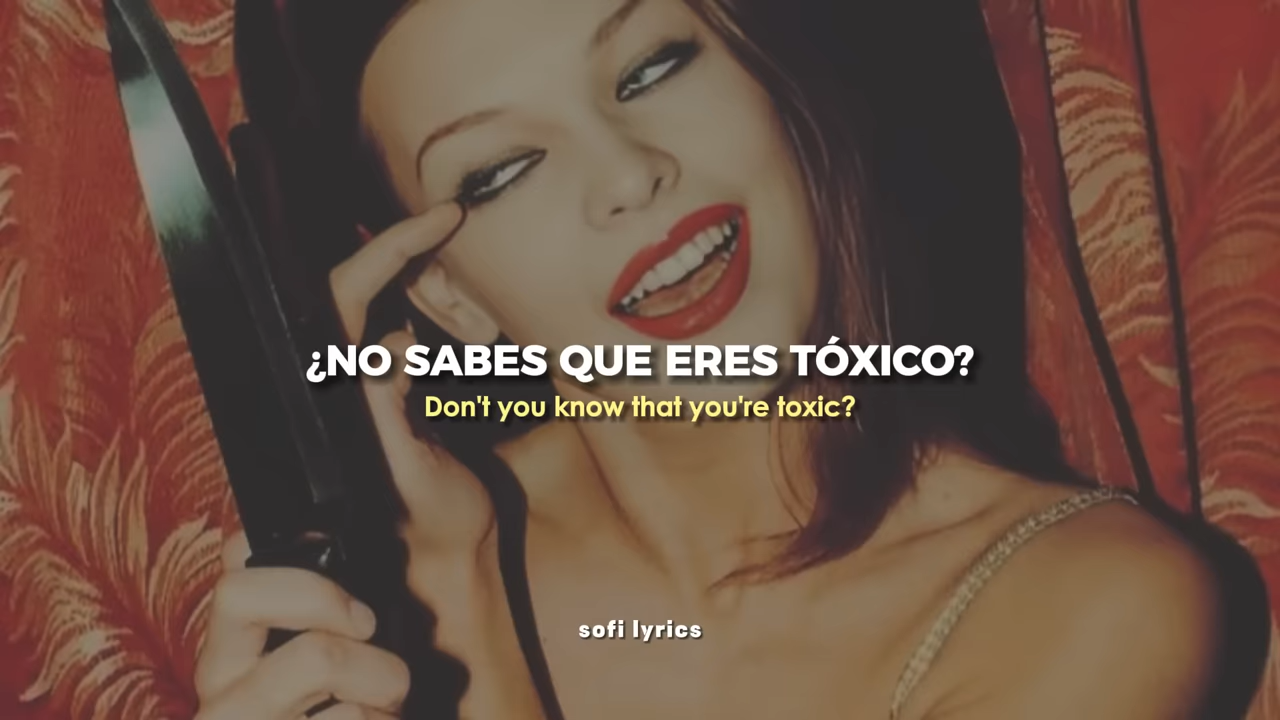 ¿NO SABES QUE ERES TÓXICO?
Don't you know that you're toxic?
sofi lyrics